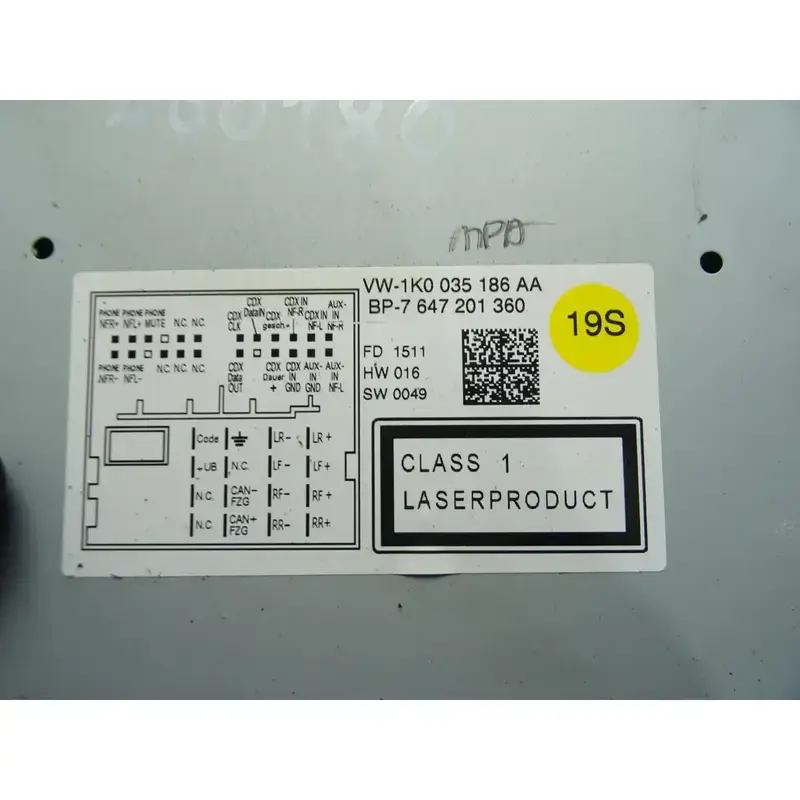 MPD
VW-1K0 035 186 AA
BP-7 647 201 360
19S
FD 1511
HW 016
SW 0049
CLASS 1
LASERPRODUCT
PHONE PHONE PHONE
NFR+ NFL+ MUTE N.C. N.C.
PHONE PHONE
NFR- NFL- N.C. N.C. N.C.
CDX CLK
CDX DataIN
CDX gesch+
CDX IN NF-R
CDX IN NF-L
AUX-IN NF-R
CDX Data OUT
CDX Dauer +
CDX IN GND
AUX-IN GND
AUX-IN NF-L
Code LR- LR+
+UB N.C. LF- LF+
N.C. CAN- FZG RF- RF+
N.C. CAN+ FZG RR- RR+